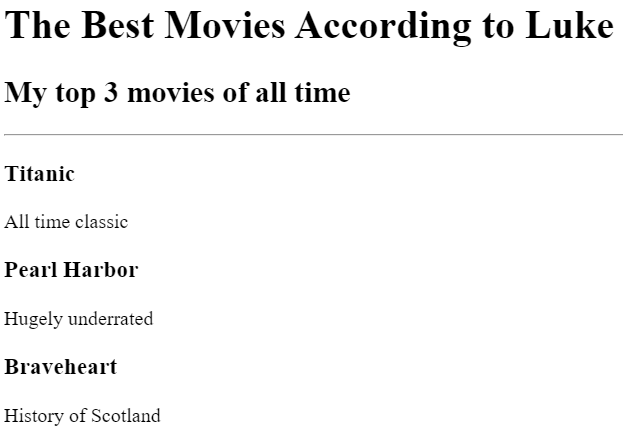 The Best Movies According to Luke
My top 3 movies of all time
Titanic
All time classic
Pearl Harbor
Hugely underrated
Braveheart
History of Scotland